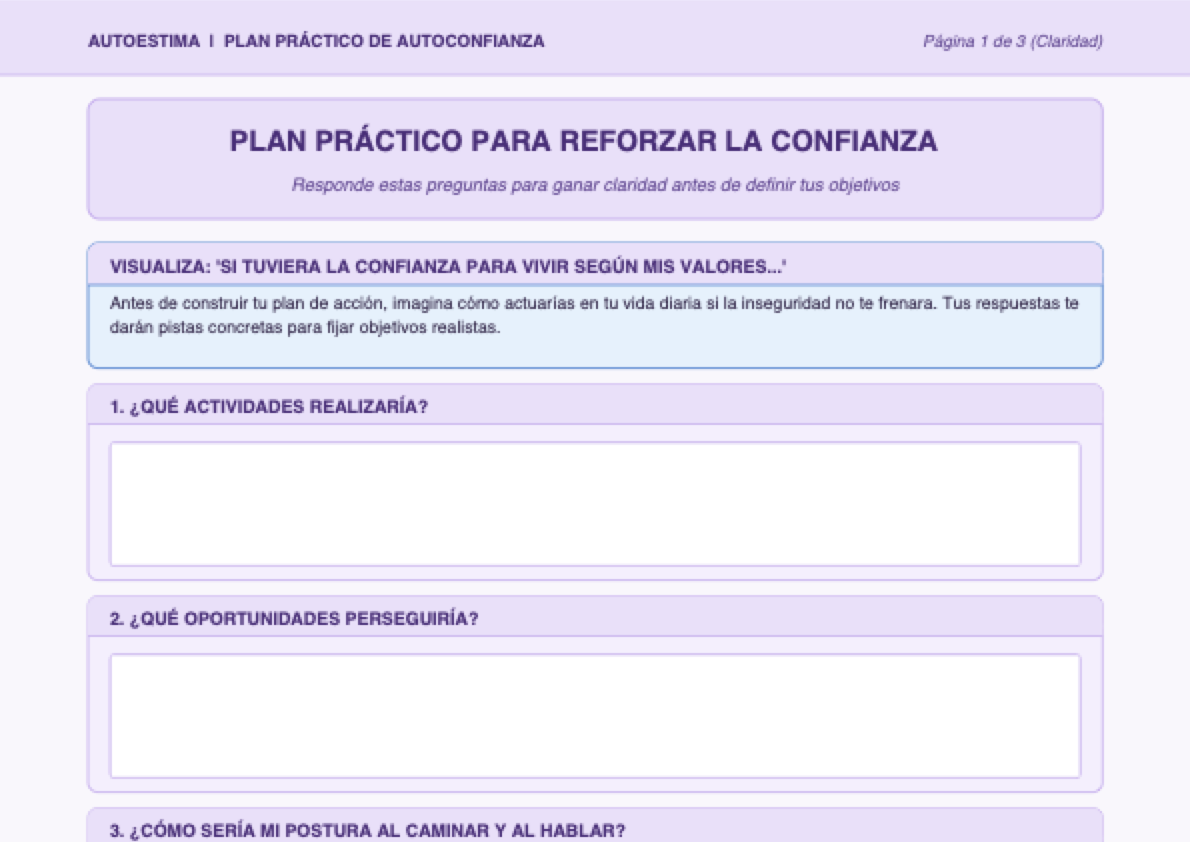 AUTOESTIMA | PLAN PRÁCTICO DE AUTOCONFIANZA
Página 1 de 3 (Claridad)
PLAN PRÁCTICO PARA REFORZAR LA CONFIANZA
Responde estas preguntas para ganar claridad antes de definir tus objetivos
VISUALIZA: 'SI TUVIERA LA CONFIANZA PARA VIVIR SEGÚN MIS VALORES...'
Antes de construir tu plan de acción, imagina cómo actuarías en tu vida diaria si la inseguridad no te frenara. Tus respuestas te
darán pistas concretas para fijar objetivos realistas.
1. ¿QUÉ ACTIVIDADES REALIZARÍA?
2. ¿QUÉ OPORTUNIDADES PERSEGUIRÍA?
3. ¿CÓMO SERÍA MI POSTURA AL CAMINAR Y AL HABLAR?